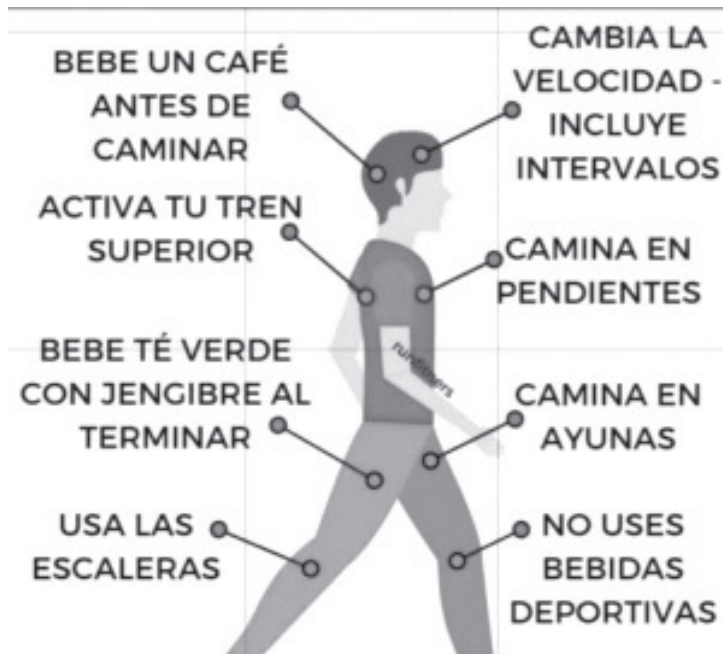 BEBE UN CAFÉ
ANTES DE
CAMINAR
CAMBIA LA
VELOCIDAD -
INCLUYE
INTERVALOS
ACTIVA TU TREN
SUPERIOR
CAMINA EN
PENDIENTES
runfitners
BEBE TÉ VERDE
CON JENGIBRE AL
TERMINAR
CAMINA EN
AYUNAS
USA LAS
ESCALERAS
NO USES
BEBIDAS
DEPORTIVAS